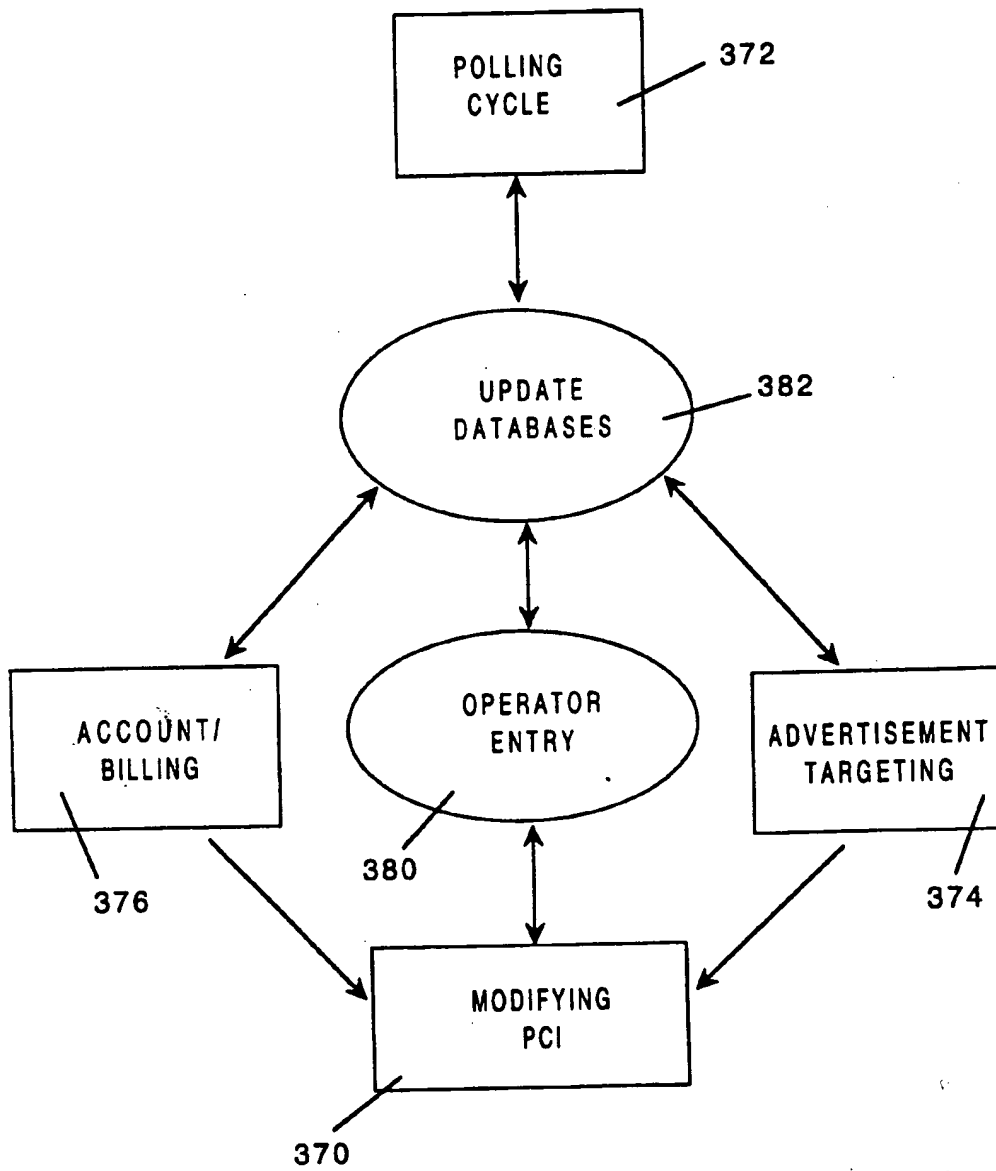 POLLING
CYCLE
372
UPDATE
DATABASES
382
ACCOUNT/
BILLING
376
OPERATOR
ENTRY
380
ADVERTISEMENT
TARGETING
374
MODIFYING
PCI
370